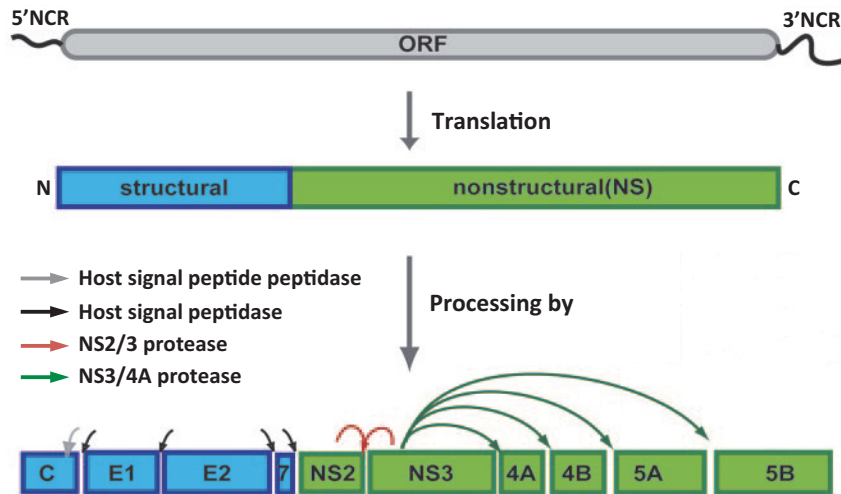 5'NCR
3'NCR
ORF
Translation
N
structural
nonstructural(NS)
C
Host signal peptide peptidase
Host signal peptidase
NS2/3 protease
NS3/4A protease
Processing by
C
E1
E2
7
NS2
NS3
4A
4B
5A
5B